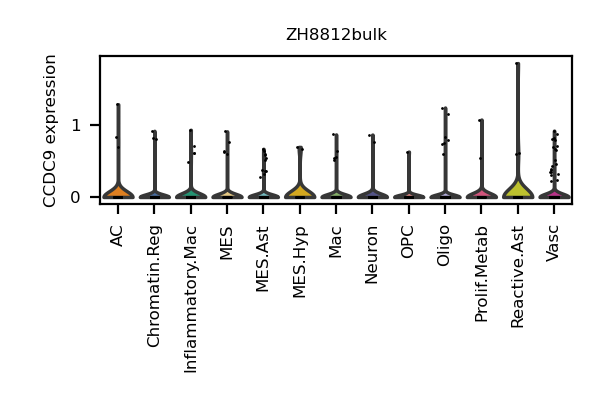 ZH8812bulk
CCDC9 expression
1
0
AC
Chromatin.Reg
Inflammatory.Mac
MES
MES.Ast
MES.Hyp
Mac
Neuron
OPC
Oligo
Prolif.Metab
Reactive.Ast
Vasc